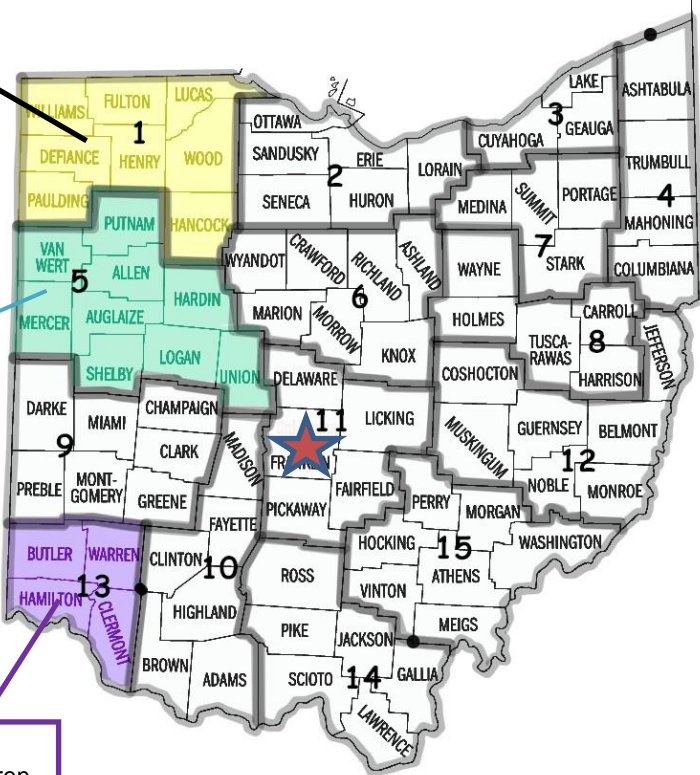 WILLIAMS
FULTON
LUCAS
1
DEFIANCE
HENRY
WOOD
PAULDING
HANCOCK
OTTAWA
SANDUSKY
ERIE
2
LORAIN
SENECA
HURON
LAKE
3
CUYAHOGA
GEAUGA
ASHTABULA
TRUMBULL
4
MAHONING
COLUMBIANA
MEDINA
SUMMIT
PORTAGE
7
STARK
WAYNE
HOLMES
PUTNAM
VAN
WERT
5
ALLEN
HARDIN
MERCER
AUGLAIZE
LOGAN
SHELBY
UNION
WYANDOT
CRAWFORD
RICHLAND
ASHLAND
6
MARION
MORROW
KNOX
CARROLL
TUSCA-
RAWAS
8
HARRISON
JEFFERSON
COSHOCTON
MUSKINGUM
GUERNSEY
BELMONT
12
NOBLE
MONROE
DELAWARE
11
LICKING
FRANKLIN
FAIRFIELD
PICKAWAY
DARKE
MIAMI
CHAMPAIGN
9
CLARK
PREBLE
MONT-
GOMERY
GREENE
MADISON
FAYETTE
CLINTON
10
HIGHLAND
BROWN
ADAMS
BUTLER
WARREN
13
HAMILTON
CLERMONT
PERRY
MORGAN
HOCKING
15
WASHINGTON
ATHENS
VINTON
MEIGS
ROSS
PIKE
JACKSON
SCIOTO
14
GALLIA
LAWRENCE